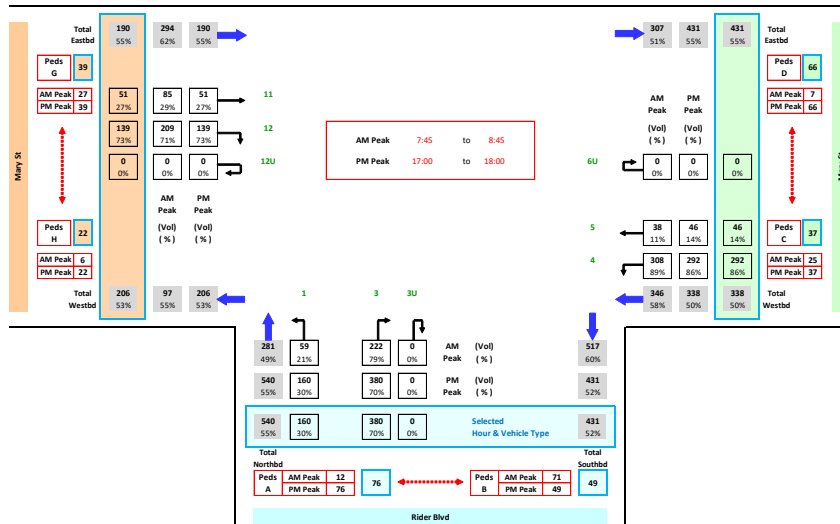 Total Eastbd 190 294 190 307 431 431 Total Eastbd
55% 62% 55% 51% 55% 55%
Peds G 39 Peds D 66
AM Peak 27 51 85 51 11 AM Peak 7
PM Peak 39 27% 29% 27% PM Peak 66
AM Peak PM Peak
139 209 139 12 (Vol) (Vol)
73% 71% 73% ( % ) ( % )
AM Peak 7:45 to 8:45
PM Peak 17:00 to 18:00
0 0 0 12U 6U 0 0 0
0% 0% 0% 0% 0% 0%
Mary St
AM Peak PM Peak
(Vol) (Vol)
( % ) ( % )
Peds H 22 5 38 46 46 Peds C 37
11% 14% 14%
AM Peak 6 4 308 292 292 AM Peak 25
PM Peak 22 89% 86% 86% PM Peak 37
Total Westbd 206 97 206 346 338 338 Total Westbd
53% 55% 53% 58% 50% 50%
1 3 3U
281 59 222 0 AM Peak (Vol) 517
49% 21% 79% 0% ( % ) 60%
540 160 380 0 PM Peak (Vol) 431
55% 30% 70% 0% ( % ) 52%
540 160 380 0 Selected 431
55% 30% 70% 0% Hour & Vehicle Type 52%
Total Northbd Total Southbd
Peds A AM Peak 12 76 Peds B AM Peak 71 49
PM Peak 76 PM Peak 49
Rider Blvd